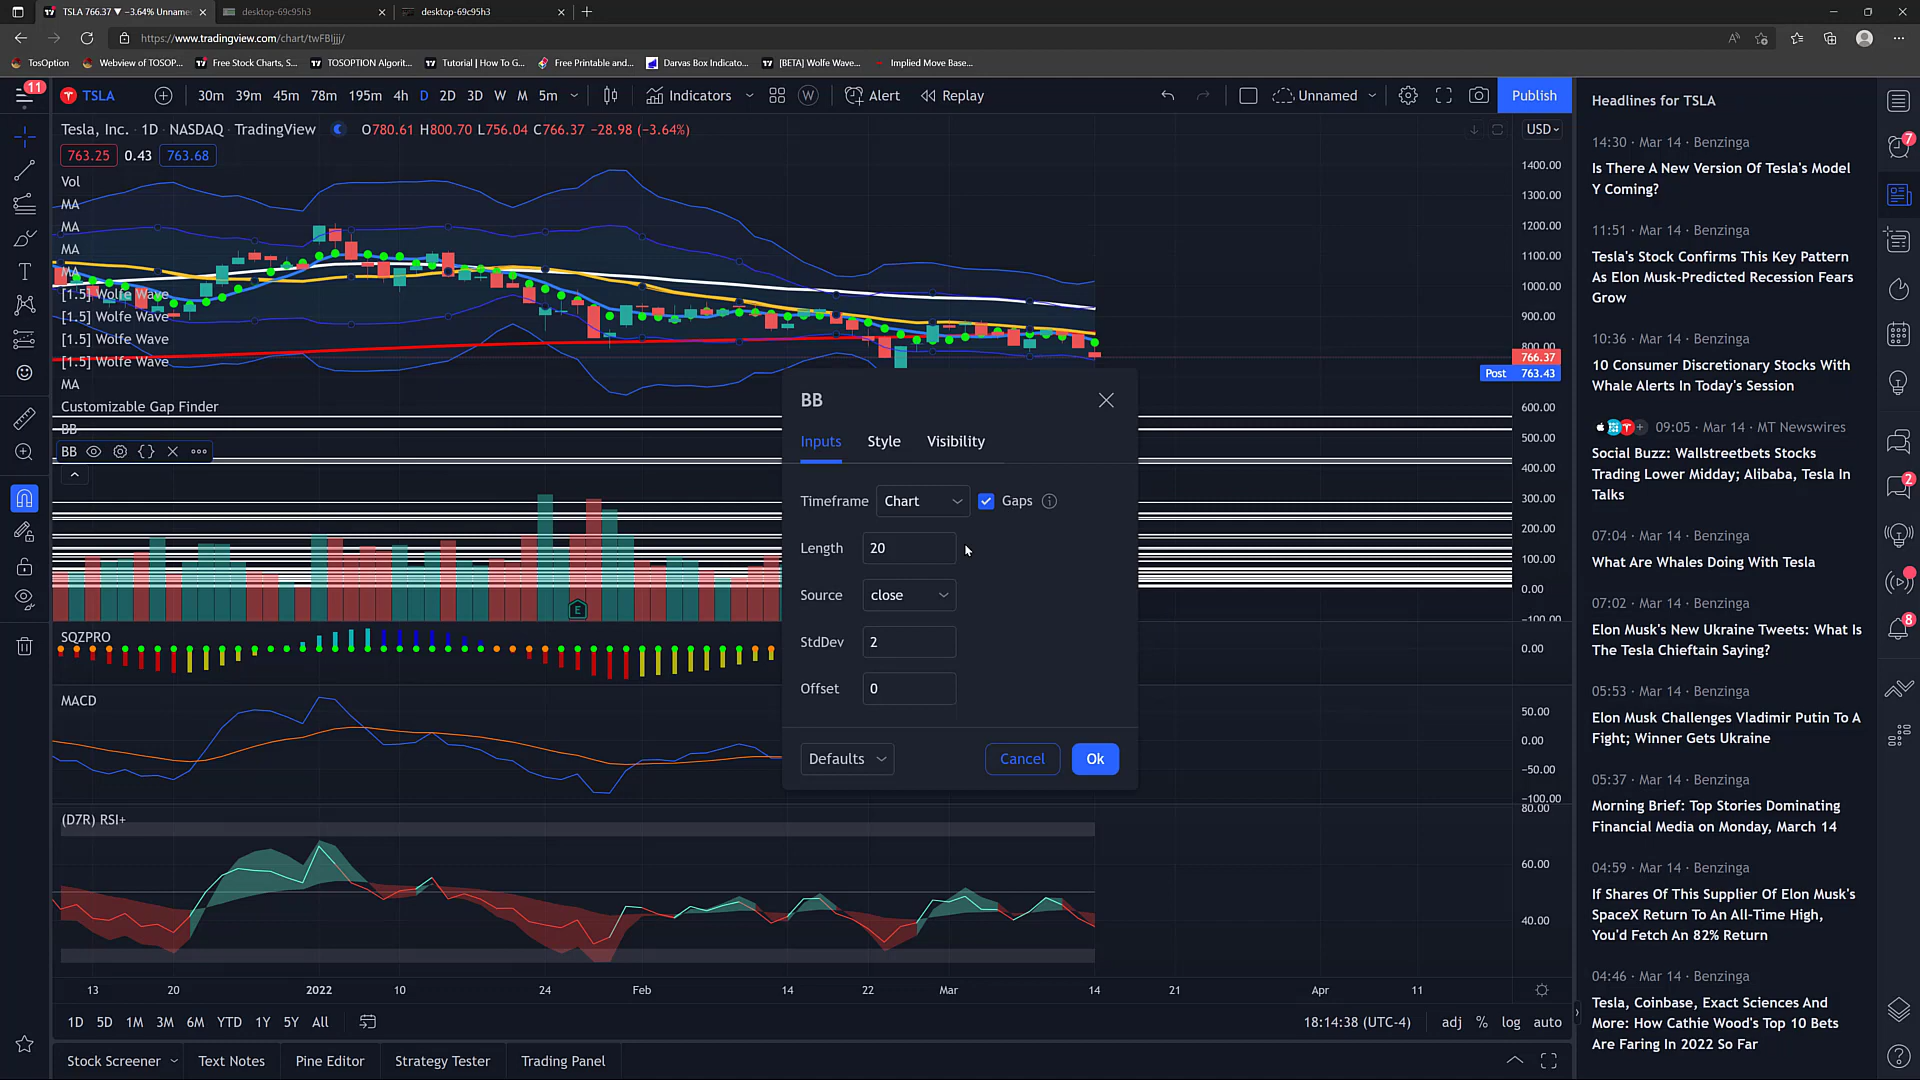 TSLA 766.37 ▼ −3.64% Unname
desktop-69c95h3
desktop-69c95h3
https://www.tradingview.com/chart/twFBIjjj/
TosOption
Webview of TOSOP...
Free Stock Charts, S...
TOSOPTION Algorit...
Tutorial | How To G...
Free Printable and...
Darvas Box Indicato...
[BETA] Wolfe Wave...
Implied Move Base...
11
TSLA
30m 39m 45m 78m 195m 4h D 2D 3D W M 5m
Indicators
Alert
Replay
Unnamed
Publish
Tesla, Inc. · 1D · NASDAQ · TradingView
O780.61 H800.70 L756.04 C766.37 −28.98 (−3.64%)
USD
763.25 0.43 763.68
Vol
MA
MA
MA
MA
[1.5] Wolfe Wave
[1.5] Wolfe Wave
[1.5] Wolfe Wave
[1.5] Wolfe Wave
MA
Customizable Gap Finder
BB
BB
1400.00
1300.00
1200.00
1100.00
1000.00
900.00
800.00
766.37
Post 763.43
600.00
500.00
400.00
300.00
200.00
100.00
0.00
−100.00
E
BB
Inputs Style Visibility
Timeframe Chart Gaps
Length 20
Source close
StdDev 2
Offset 0
Defaults Cancel Ok
SQZPRO
0.00
MACD
50.00
0.00
−50.00
−100.00
(D7R) RSI+
80.00
60.00
40.00
13 20 2022 10 24 Feb 14 22 Mar 14 21 Apr 11
1D 5D 1M 3M 6M YTD 1Y 5Y All
18:14:38 (UTC-4) adj % log auto
Stock Screener Text Notes Pine Editor Strategy Tester Trading Panel
Headlines for TSLA
14:30 · Mar 14 · Benzinga
Is There A New Version Of Tesla's Model
Y Coming?
11:51 · Mar 14 · Benzinga
Tesla's Stock Confirms This Key Pattern
As Elon Musk-Predicted Recession Fears
Grow
10:36 · Mar 14 · Benzinga
10 Consumer Discretionary Stocks With
Whale Alerts In Today's Session
09:05 · Mar 14 · MT Newswires
Social Buzz: Wallstreetbets Stocks
Trading Lower Midday; Alibaba, Tesla In
Talks
07:04 · Mar 14 · Benzinga
What Are Whales Doing With Tesla
07:02 · Mar 14 · Benzinga
Elon Musk's New Ukraine Tweets: What Is
The Tesla Chieftain Saying?
05:53 · Mar 14 · Benzinga
Elon Musk Challenges Vladimir Putin To A
Fight; Winner Gets Ukraine
05:37 · Mar 14 · Benzinga
Morning Brief: Top Stories Dominating
Financial Media on Monday, March 14
04:59 · Mar 14 · Benzinga
If Shares Of This Supplier Of Elon Musk's
SpaceX Return To An All-Time High,
You'd Fetch An 82% Return
04:46 · Mar 14 · Benzinga
Tesla, Coinbase, Exact Sciences And
More: How Cathie Wood's Top 10 Bets
Are Faring In 2022 So Far
7
2
8